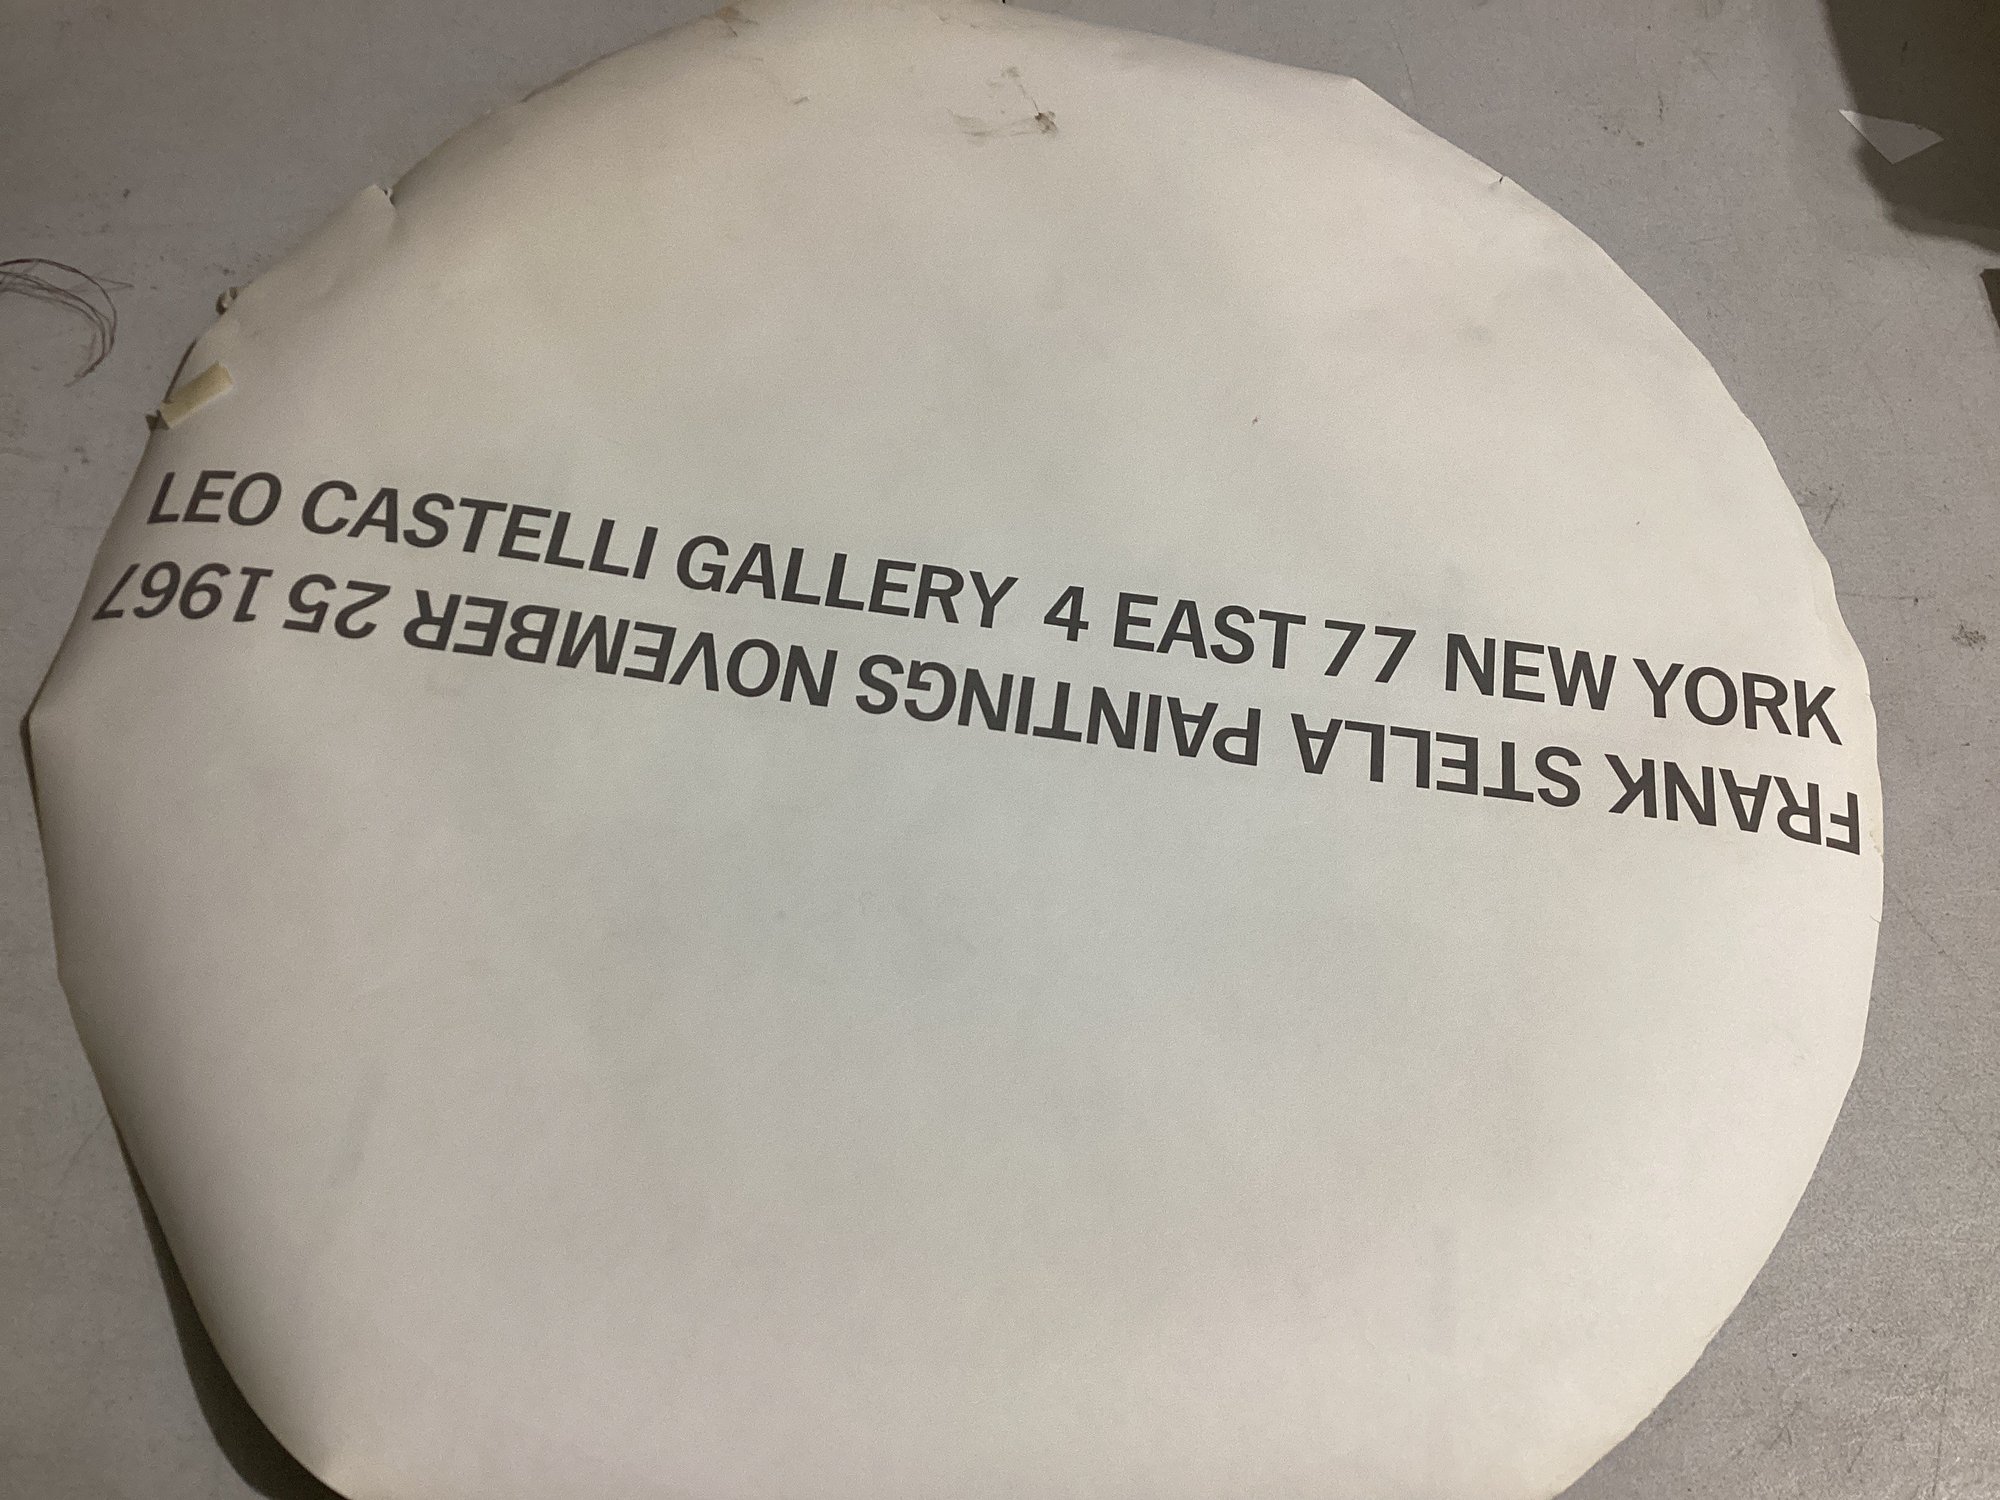 LEO CASTELLI GALLERY 4 EAST 77 NEW YORK
FRANK STELLA PAINTINGS NOVEMBER 25 1967